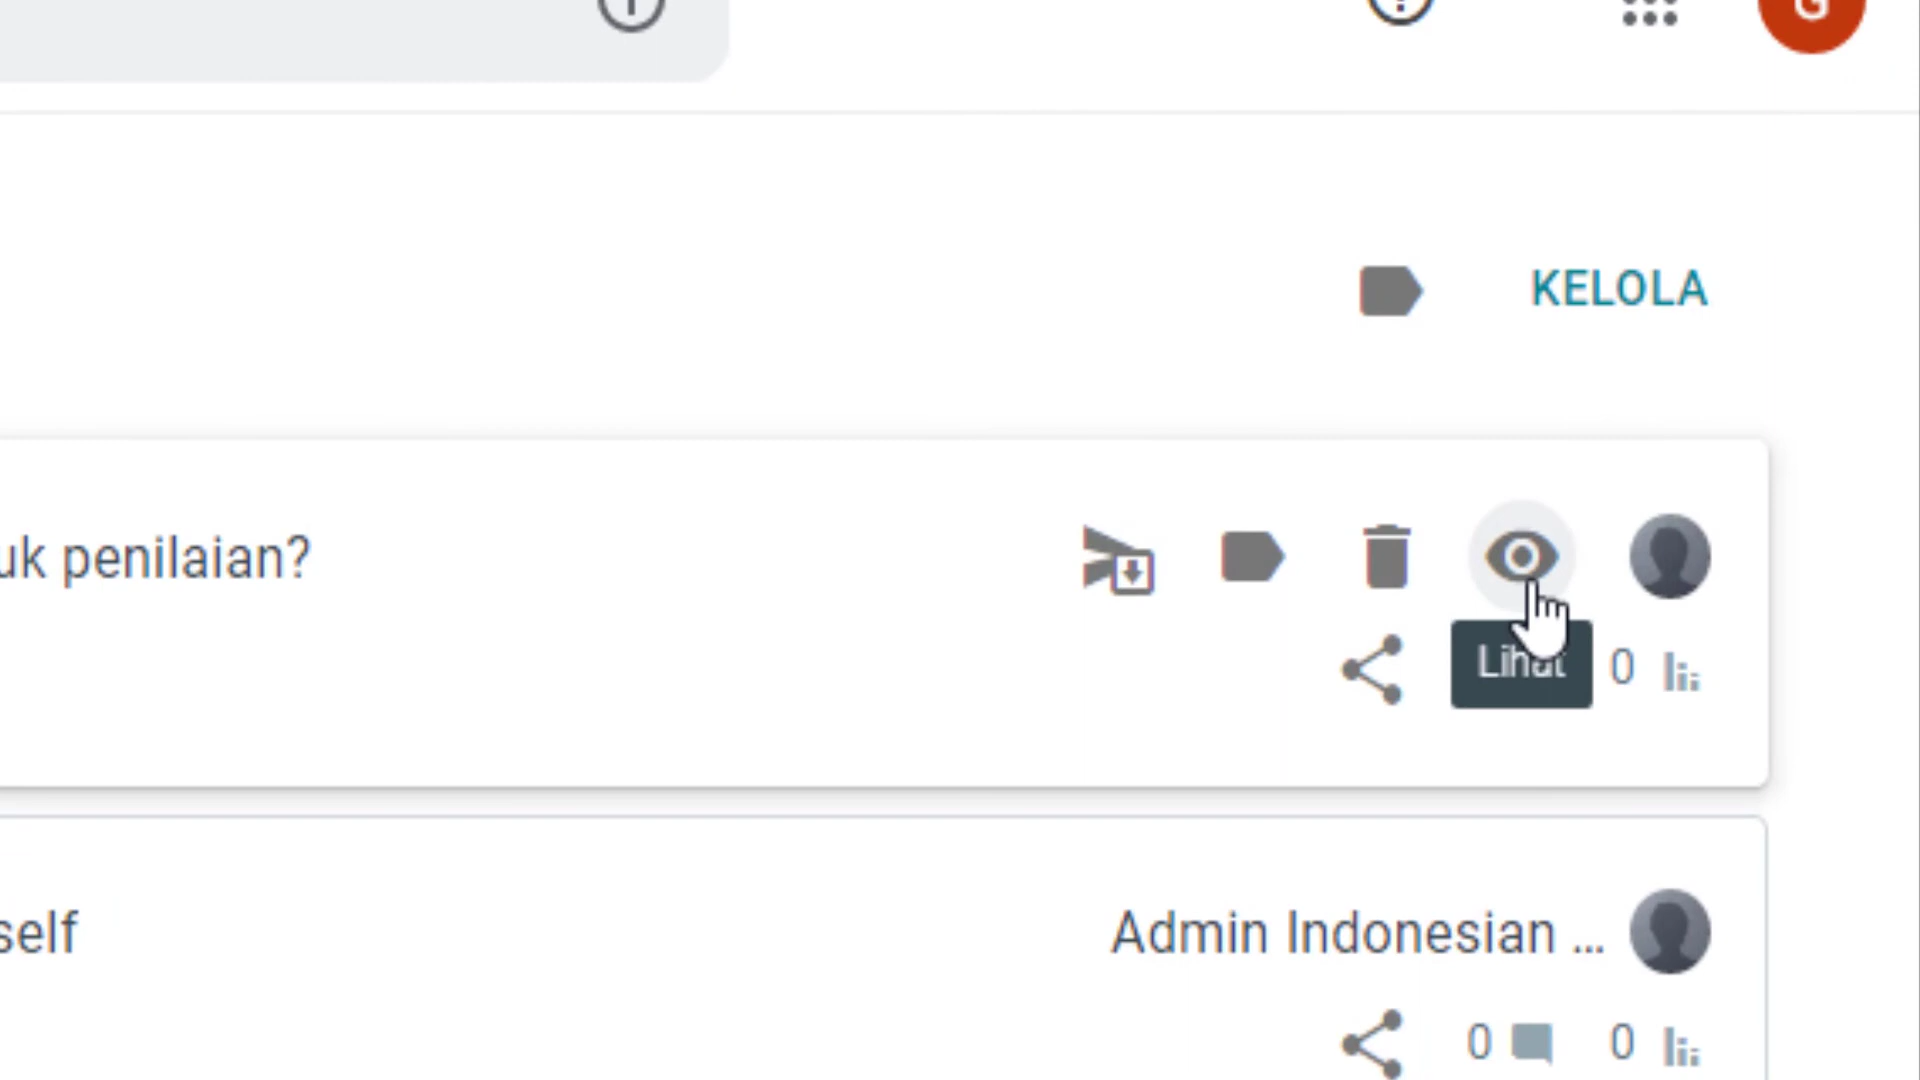 G
KELOLA
uk penilaian?
Lihat
0
self
Admin Indonesian ...
0 0